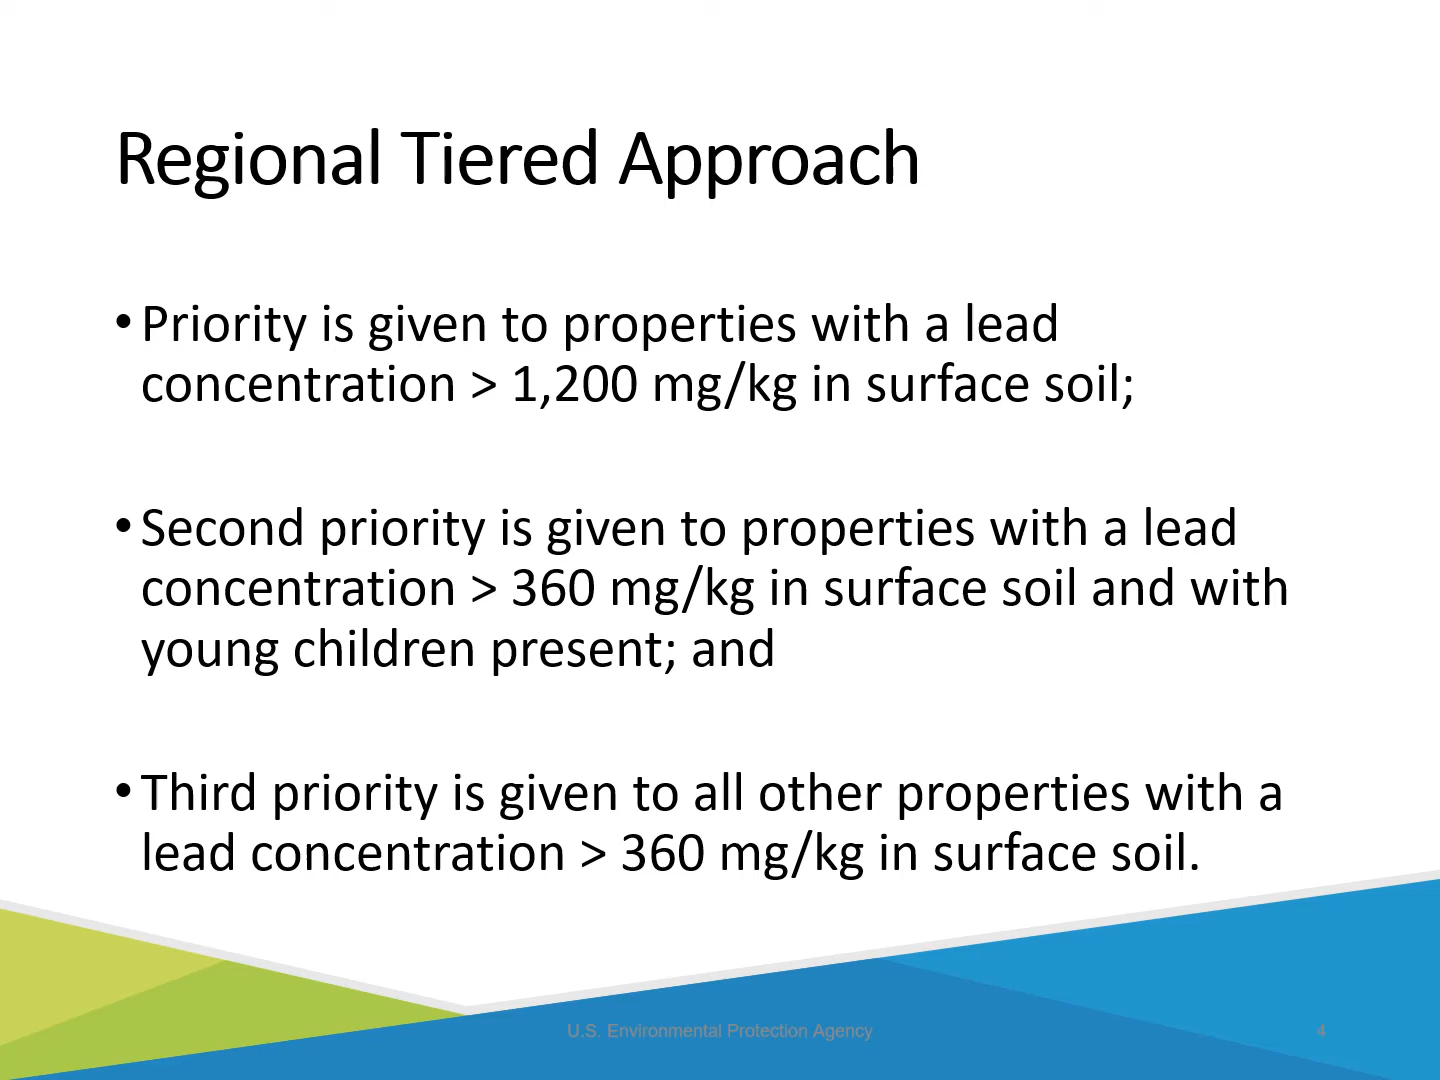 Regional Tiered Approach
• Priority is given to properties with a lead
concentration > 1,200 mg/kg in surface soil;
• Second priority is given to properties with a lead
concentration > 360 mg/kg in surface soil and with
young children present; and
• Third priority is given to all other properties with a
lead concentration > 360 mg/kg in surface soil.
U.S. Environmental Protection Agency
4